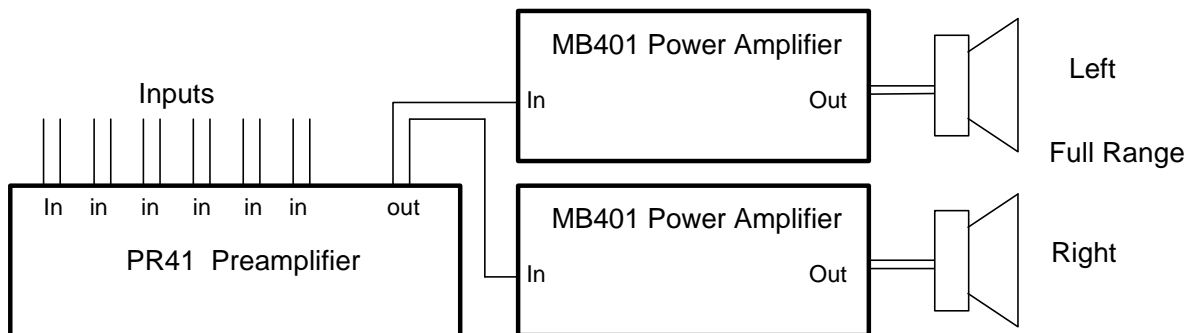 Inputs
In in in in in in out
PR41 Preamplifier
MB401 Power Amplifier
In Out
Left
Full Range
MB401 Power Amplifier
In Out
Right